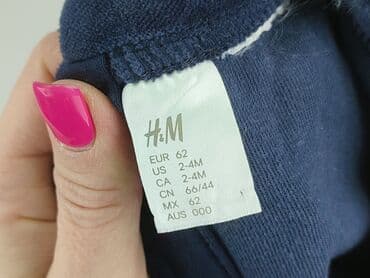 H&M
EUR 62
US 2-4M
CA 2-4M
CN 66/44
MX 62
AUS 000